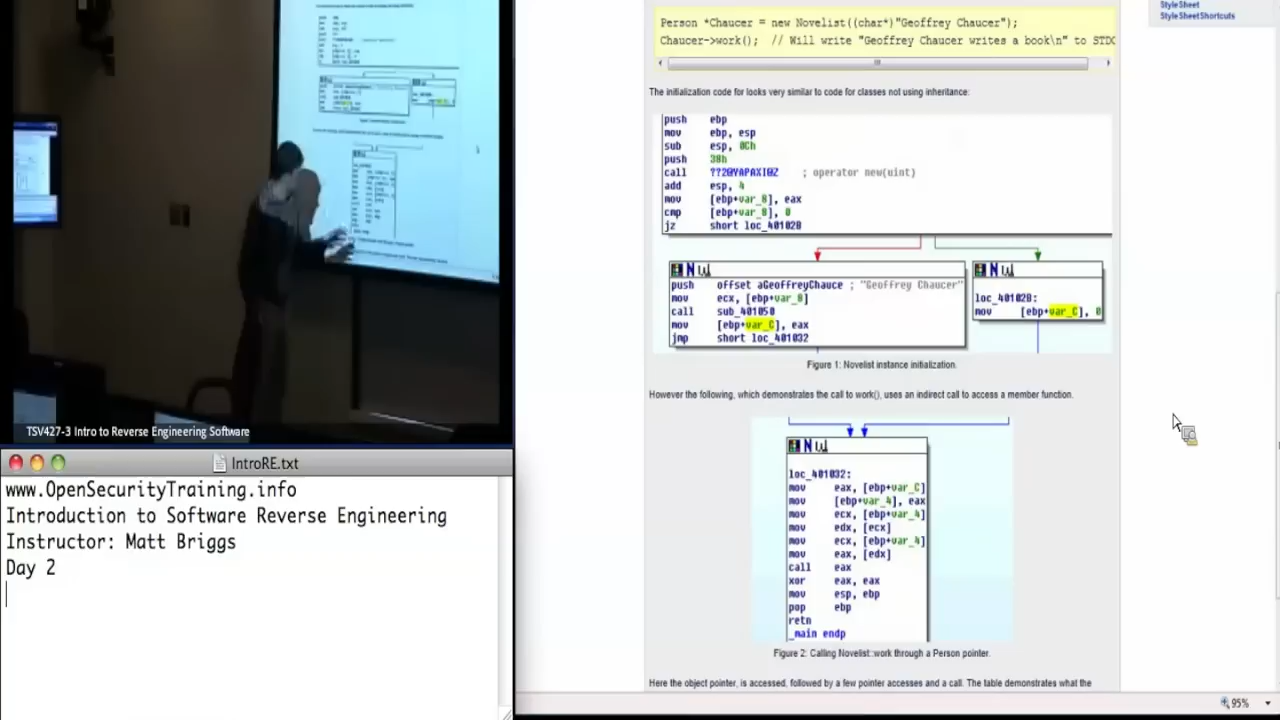 StyleSheet
StyleSheetShortcuts
Person *Chaucer = new Novelist((char*)"Geoffrey Chaucer");
Chaucer->work();  // Will write "Geoffrey Chaucer writes a book\n" to STDO
The initialization code for looks very similar to code for classes not using inheritance:
push ebp
mov ebp, esp
sub esp, 0Ch
push 38h
call ??2@YAPAXI@Z ; operator new(uint)
add esp, 4
mov [ebp+var_8], eax
cmp [ebp+var_8], 0
jz short loc_40102B
push offset aGeoffreyChauce ; "Geoffrey Chaucer"
mov ecx, [ebp+var_8]
call sub_401050
mov [ebp+var_C], eax
jmp short loc_401032
loc_40102B:
mov [ebp+var_C], 0
Figure 1: Novelist instance initialization.
However the following, which demonstrates the call to work(), uses an indirect call to access a member function.
loc_401032:
mov eax, [ebp+var_C]
mov [ebp+var_4], eax
mov ecx, [ebp+var_4]
mov edx, [ecx]
mov ecx, [ebp+var_4]
mov eax, [edx]
call eax
xor eax, eax
mov esp, ebp
pop ebp
retn
_main endp
Figure 2: Calling Novelist::work through a Person pointer.
Here the object pointer, is accessed, followed by a few pointer accesses and a call. The table demonstrates what the
95%
TSV427-3 Intro to Reverse Engineering Software
IntroRE.txt
www.OpenSecurityTraining.info
Introduction to Software Reverse Engineering
Instructor: Matt Briggs
Day 2